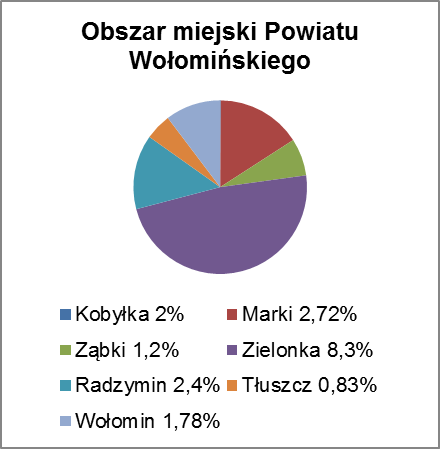 Obszar miejski Powiatu
Wołomińskiego
Kobyłka 2% Marki 2,72%
Ząbki 1,2% Zielonka 8,3%
Radzymin 2,4% Tłuszcz 0,83%
Wołomin 1,78%